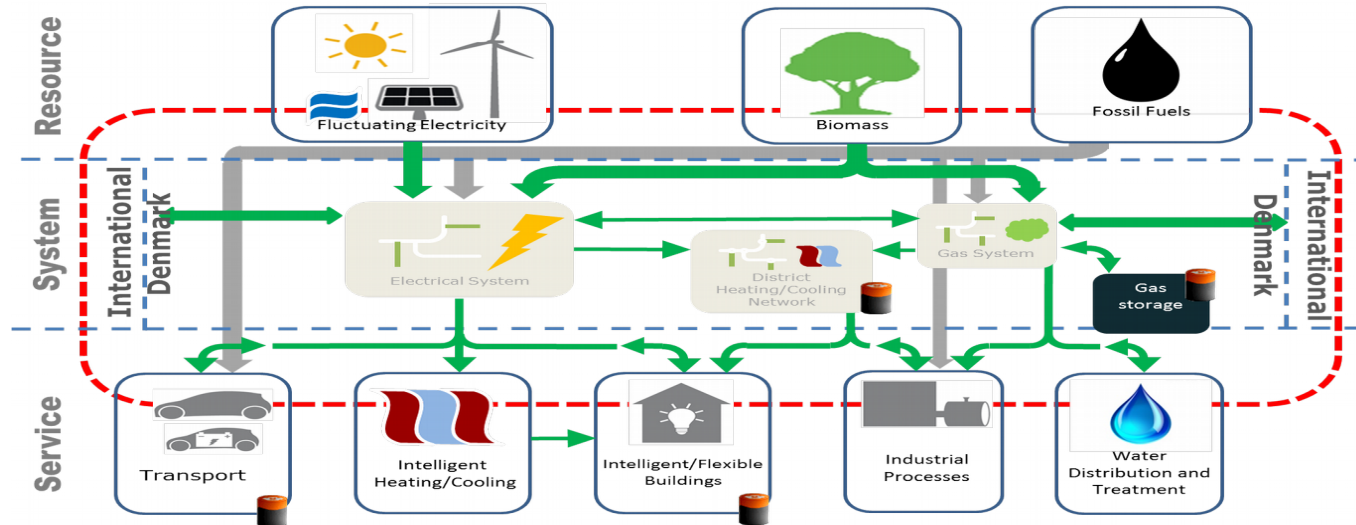 Resource
Fluctuating Electricity
Biomass
Fossil Fuels
System
International
Denmark
Electrical System
District
Heating/Cooling
Network
Gas System
Gas
storage
Denmark
International
Service
Transport
Intelligent
Heating/Cooling
Intelligent/Flexible
Buildings
Industrial
Processes
Water
Distribution and
Treatment